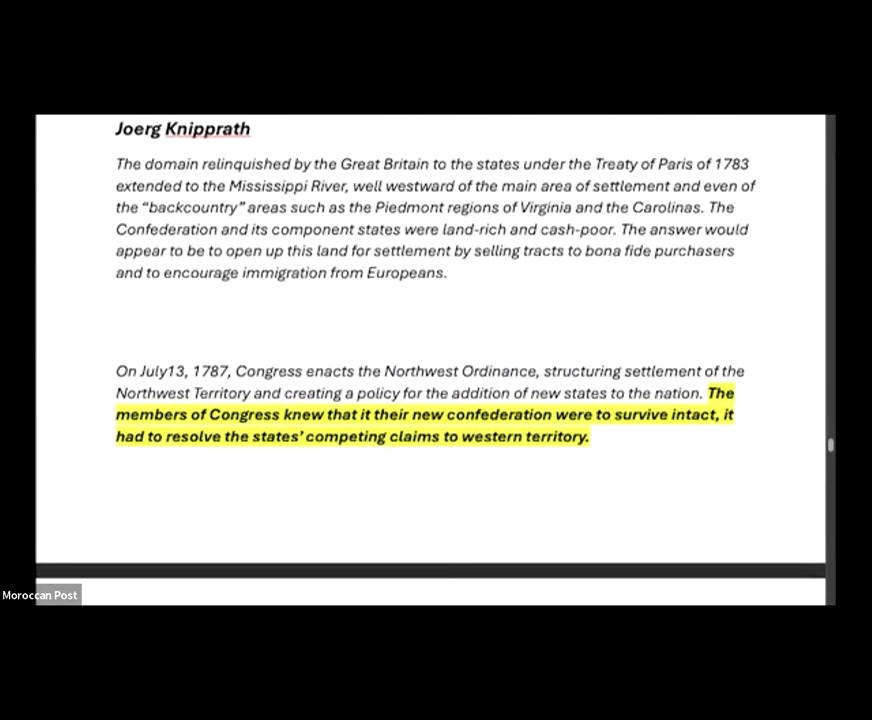 Joerg Knipprath
The domain relinquished by the Great Britain to the states under the Treaty of Paris of 1783
extended to the Mississippi River, well westward of the main area of settlement and even of
the “backcountry” areas such as the Piedmont regions of Virginia and the Carolinas. The
Confederation and its component states were land-rich and cash-poor. The answer would
appear to be to open up this land for settlement by selling tracts to bona fide purchasers
and to encourage immigration from Europeans.
On July13, 1787, Congress enacts the Northwest Ordinance, structuring settlement of the
Northwest Territory and creating a policy for the addition of new states to the nation. The
members of Congress knew that it their new confederation were to survive intact, it
had to resolve the states’ competing claims to western territory.
Moroccan Post